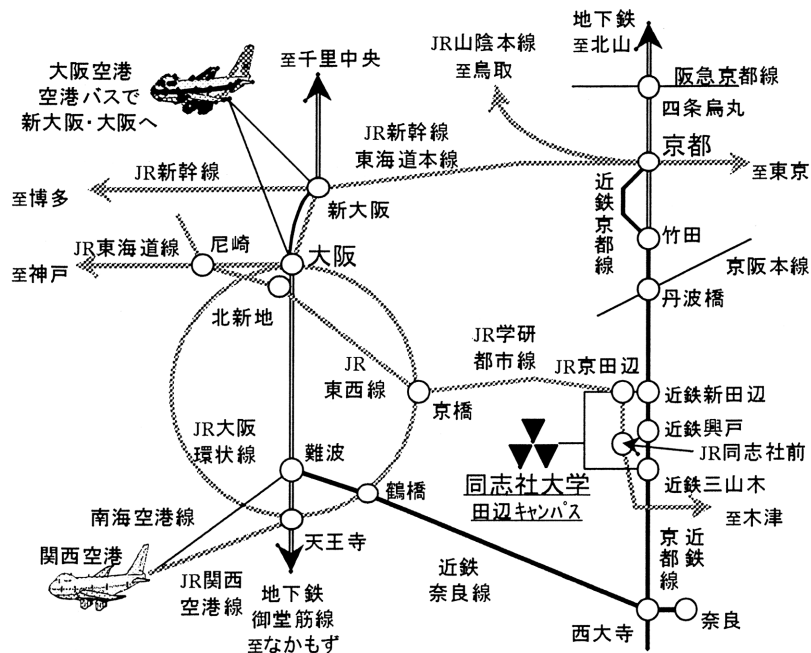 地下鉄
至北山
JR山陰本線
至鳥取
至千里中央
大阪空港
空港バスで
新大阪・大阪へ
阪急京都線
四条烏丸
JR新幹線
東海道本線
京都
JR新幹線
至博多
至東京
新大阪
近鉄京都線
竹田
JR東海道線
尼崎
大阪
至神戸
京阪本線
丹波橋
北新地
JR学研
都市線
JR
東西線
JR京田辺
京橋
近鉄新田辺
JR大阪
環状線
近鉄興戸
JR同志社前
難波
同志社大学
田辺キャンパス
近鉄三山木
鶴橋
南海空港線
至木津
天王寺
関西空港
近鉄
京都線
JR関西
空港線
近鉄
奈良線
地下鉄
御堂筋線
至なかもず
西大寺
奈良